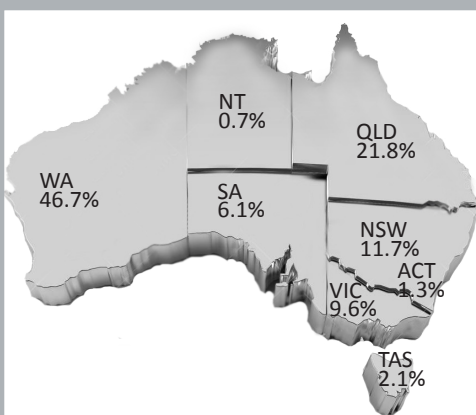 NT
0.7%
QLD
21.8%
WA
46.7%
SA
6.1%
NSW
11.7%
ACT
1.3%
VIC
9.6%
TAS
2.1%